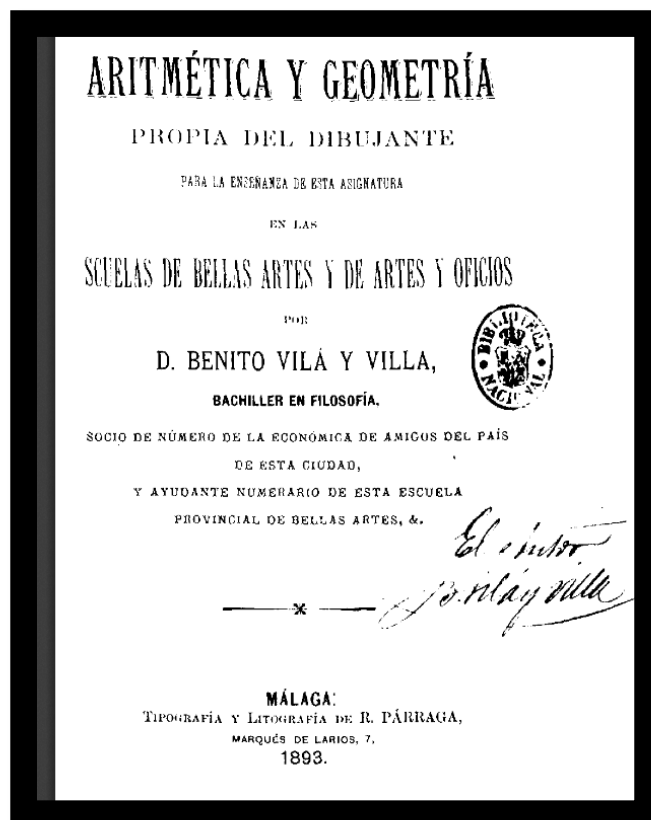 ARITMÉTICA Y GEOMETRÍA
PROPIA DEL DIBUJANTE
PARA LA ENSEÑANZA DE ESTA ASIGNATURA
EN LAS
SCUELAS DE BELLAS ARTES Y DE ARTES Y OFICIOS
POR
D. BENITO VILÁ Y VILLA,
BACHILLER EN FILOSOFÍA.
BIBLIOTECA NACIONAL
SOCIO DE NÚMERO DE LA ECONÓMICA DE AMIGOS DEL PAÍS
DE ESTA CIUDAD,
Y AYUDANTE NUMERARIO DE ESTA ESCUELA
PROVINCIAL DE BELLAS ARTES, &.
El
B. Vilá y Villa
MÁLAGA:
TIPOGRAFÍA Y LITOGRAFÍA DE R. PÁRRAGA,
MARQUÉS DE LARIOS, 7,
1893.